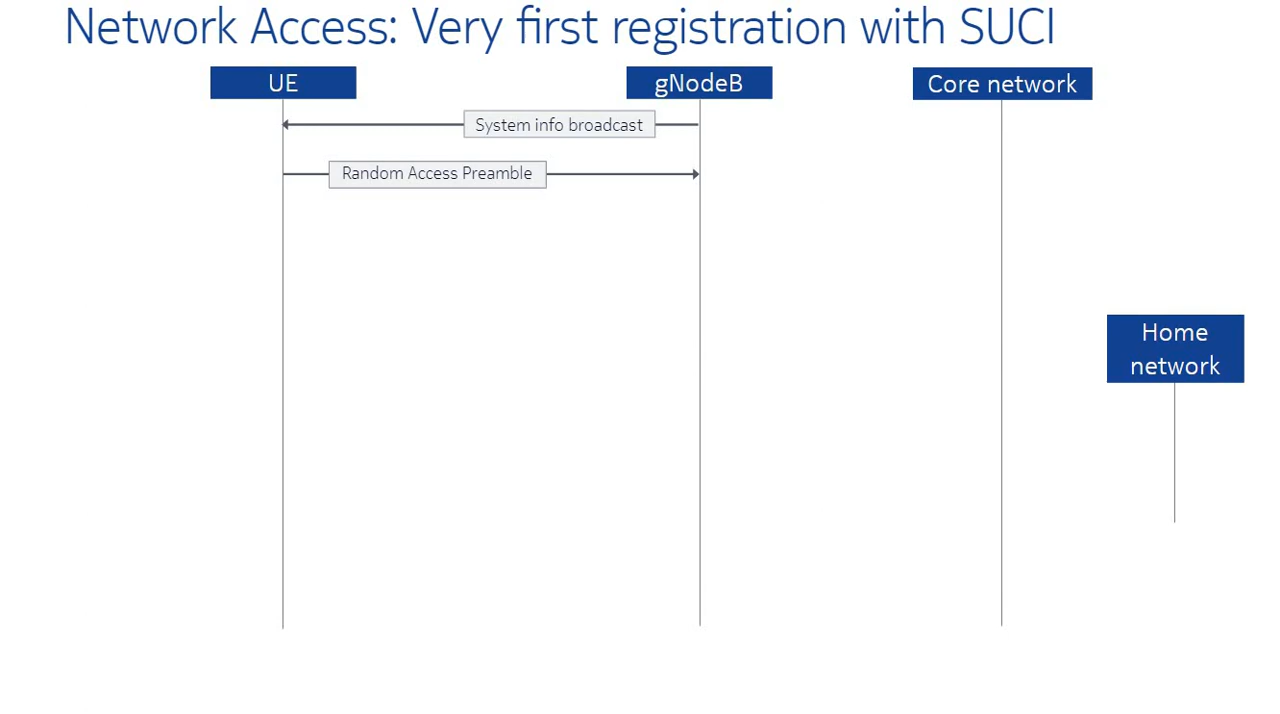 Network Access: Very first registration with SUCI
UE
gNodeB
Core network
System info broadcast
Random Access Preamble
Home
network